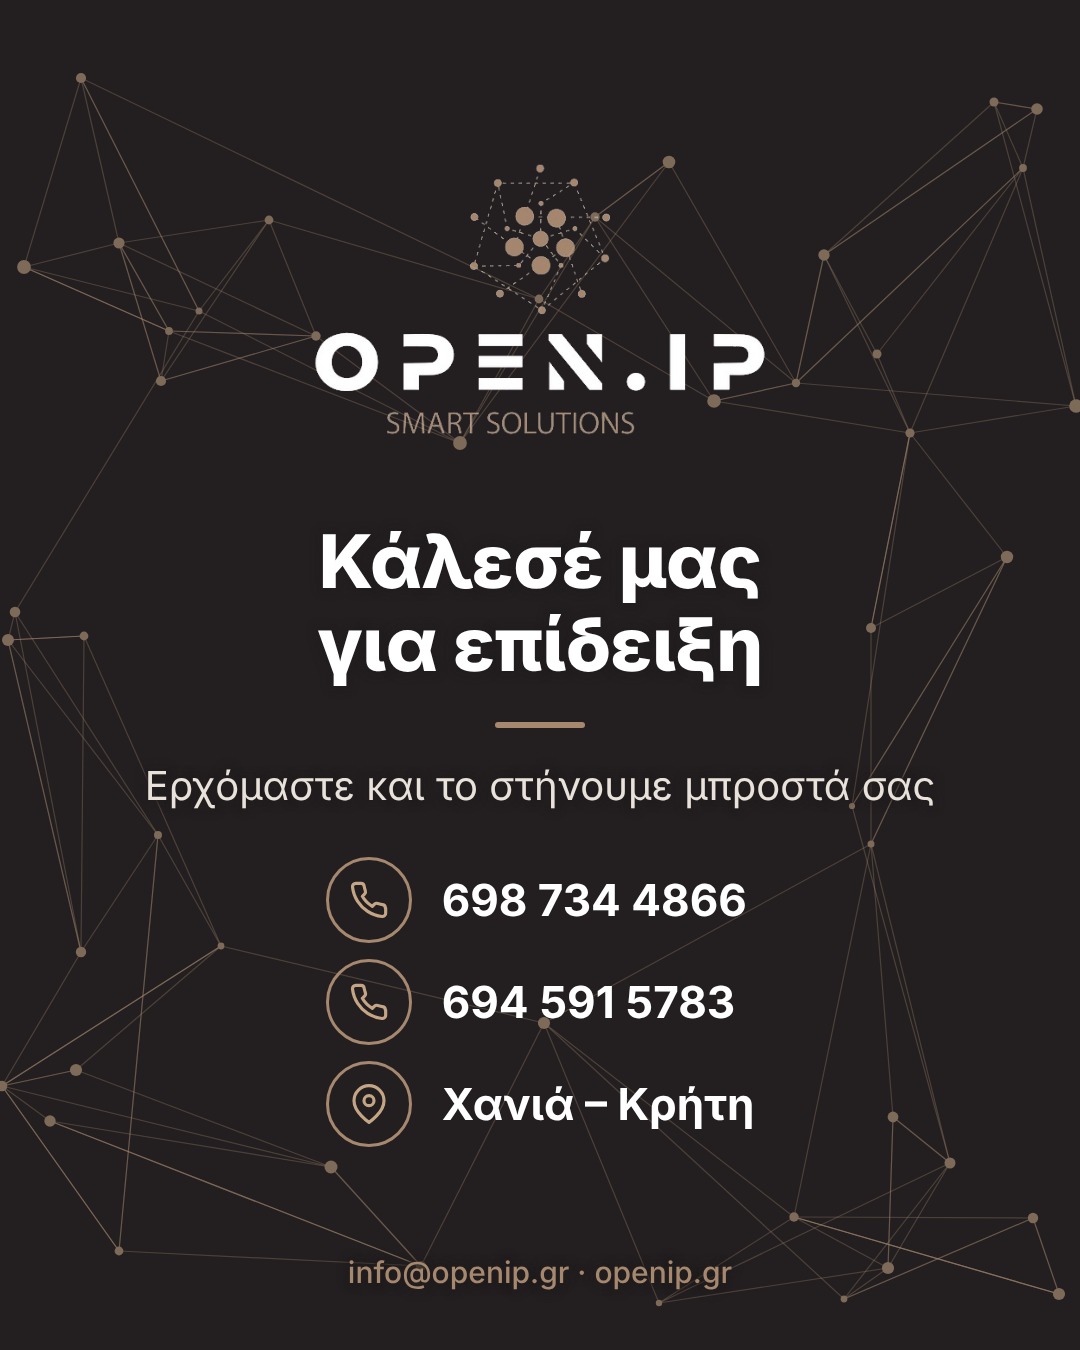 OPEN.IP
SMART SOLUTIONS
Κάλεσέ μας
για επίδειξη
Ερχόμαστε και το στήνουμε μπροστά σας
698 734 4866
694 591 5783
Χανιά – Κρήτη
info@openip.gr · openip.gr